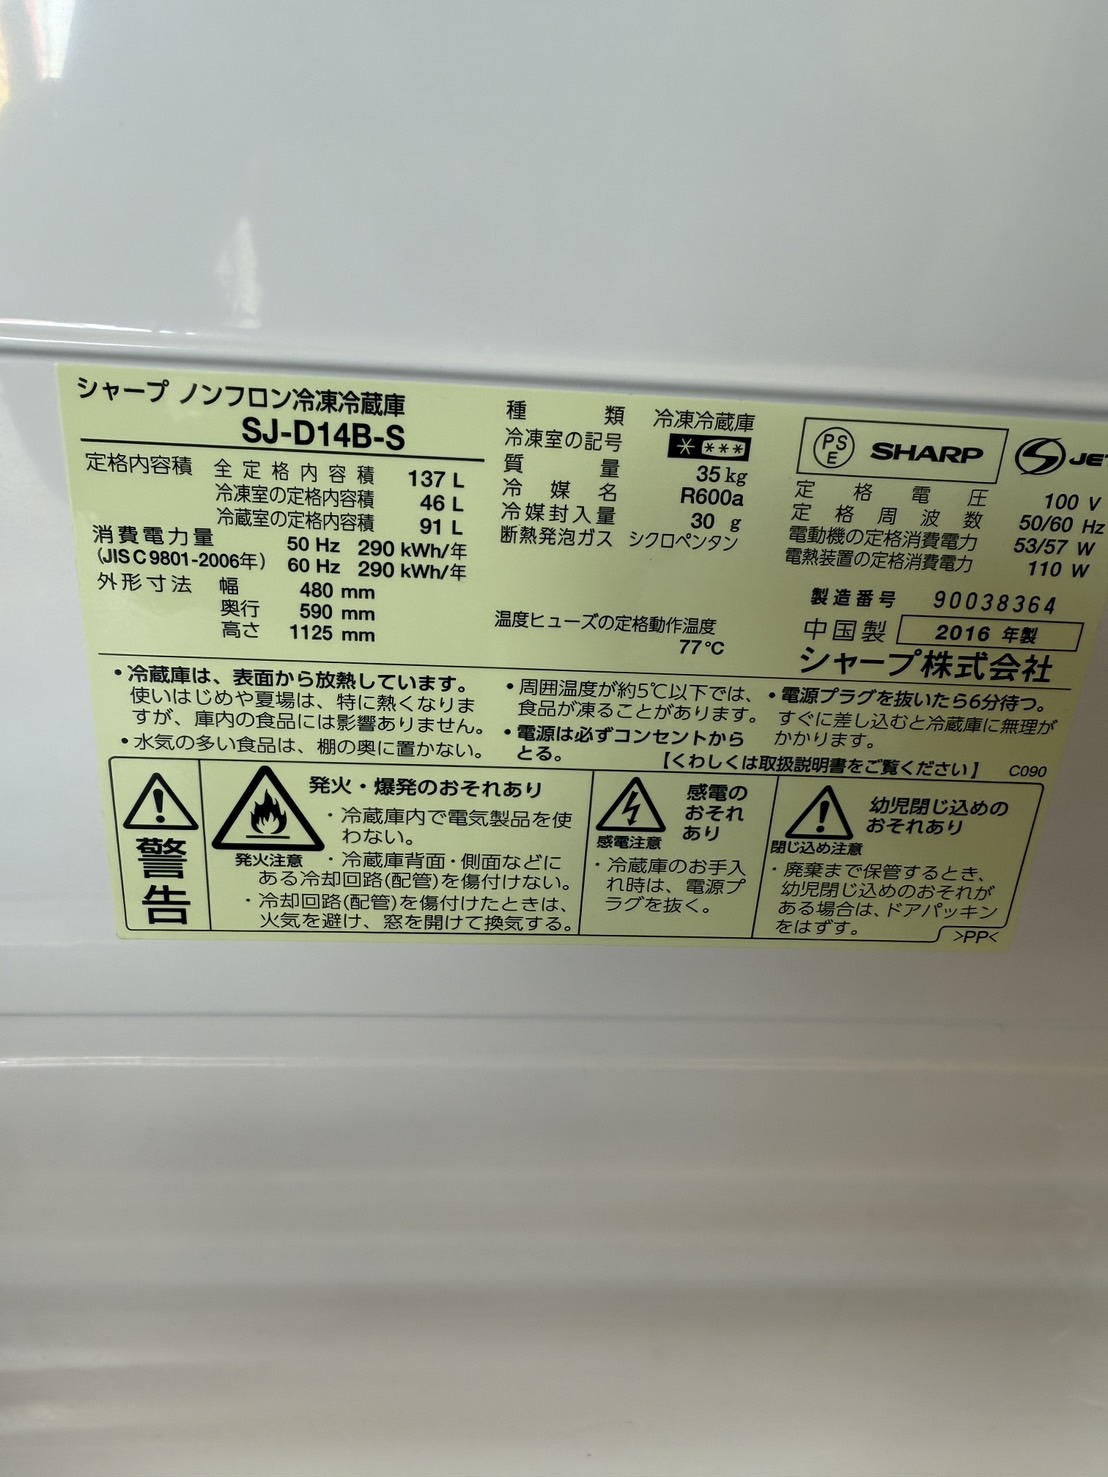 シャープ ノンフロン冷凍冷蔵庫
SJ-D14B-S
定格内容積 全定格内容積 137 L
冷凍室の定格内容積 46 L
冷蔵室の定格内容積 91 L
消費電力量 50 Hz 290 kWh/年
(JIS C 9801-2006年) 60 Hz 290 kWh/年
外形寸法 幅 480 mm
奥行 590 mm
高さ 1125 mm
種類 冷凍冷蔵庫
冷凍室の記号 * ***
質量 35 kg
冷媒名 R600a
冷媒封入量 30 g
断熱発泡ガス シクロペンタン
温度ヒューズの定格動作温度
77℃
PSE SHARP JET
定格電圧 100 V
定格周波数 50/60 Hz
電動機の定格消費電力 53/57 W
電熱装置の定格消費電力 110 W
製造番号 90038364
中国製 2016 年製
シャープ株式会社
・冷蔵庫は、表面から放熱しています。
使いはじめや夏場は、特に熱くなりま
すが、庫内の食品には影響ありません。
・水気の多い食品は、棚の奥に置かない。
・周囲温度が約5℃以下では、
食品が凍ることがあります。
・電源は必ずコンセントから
とる。
・電源プラグを抜いたら6分待つ。
すぐに差し込むと冷蔵庫に無理が
かかります。
【くわしくは取扱説明書をご覧ください】 C090
警告
発火・爆発のおそれあり
発火注意
・冷蔵庫内で電気製品を使
わない。
・冷蔵庫背面・側面などに
ある冷却回路(配管)を傷付けない。
・冷却回路(配管)を傷付けたときは、
火気を避け、窓を開けて換気する。
感電の
おそれ
あり
感電注意
・冷蔵庫のお手入
れ時は、電源プ
ラグを抜く。
幼児閉じ込めの
おそれあり
閉じ込め注意
・廃棄まで保管するとき、
幼児閉じ込めのおそれが
ある場合は、ドアパッキン
をはずす。
>PP<